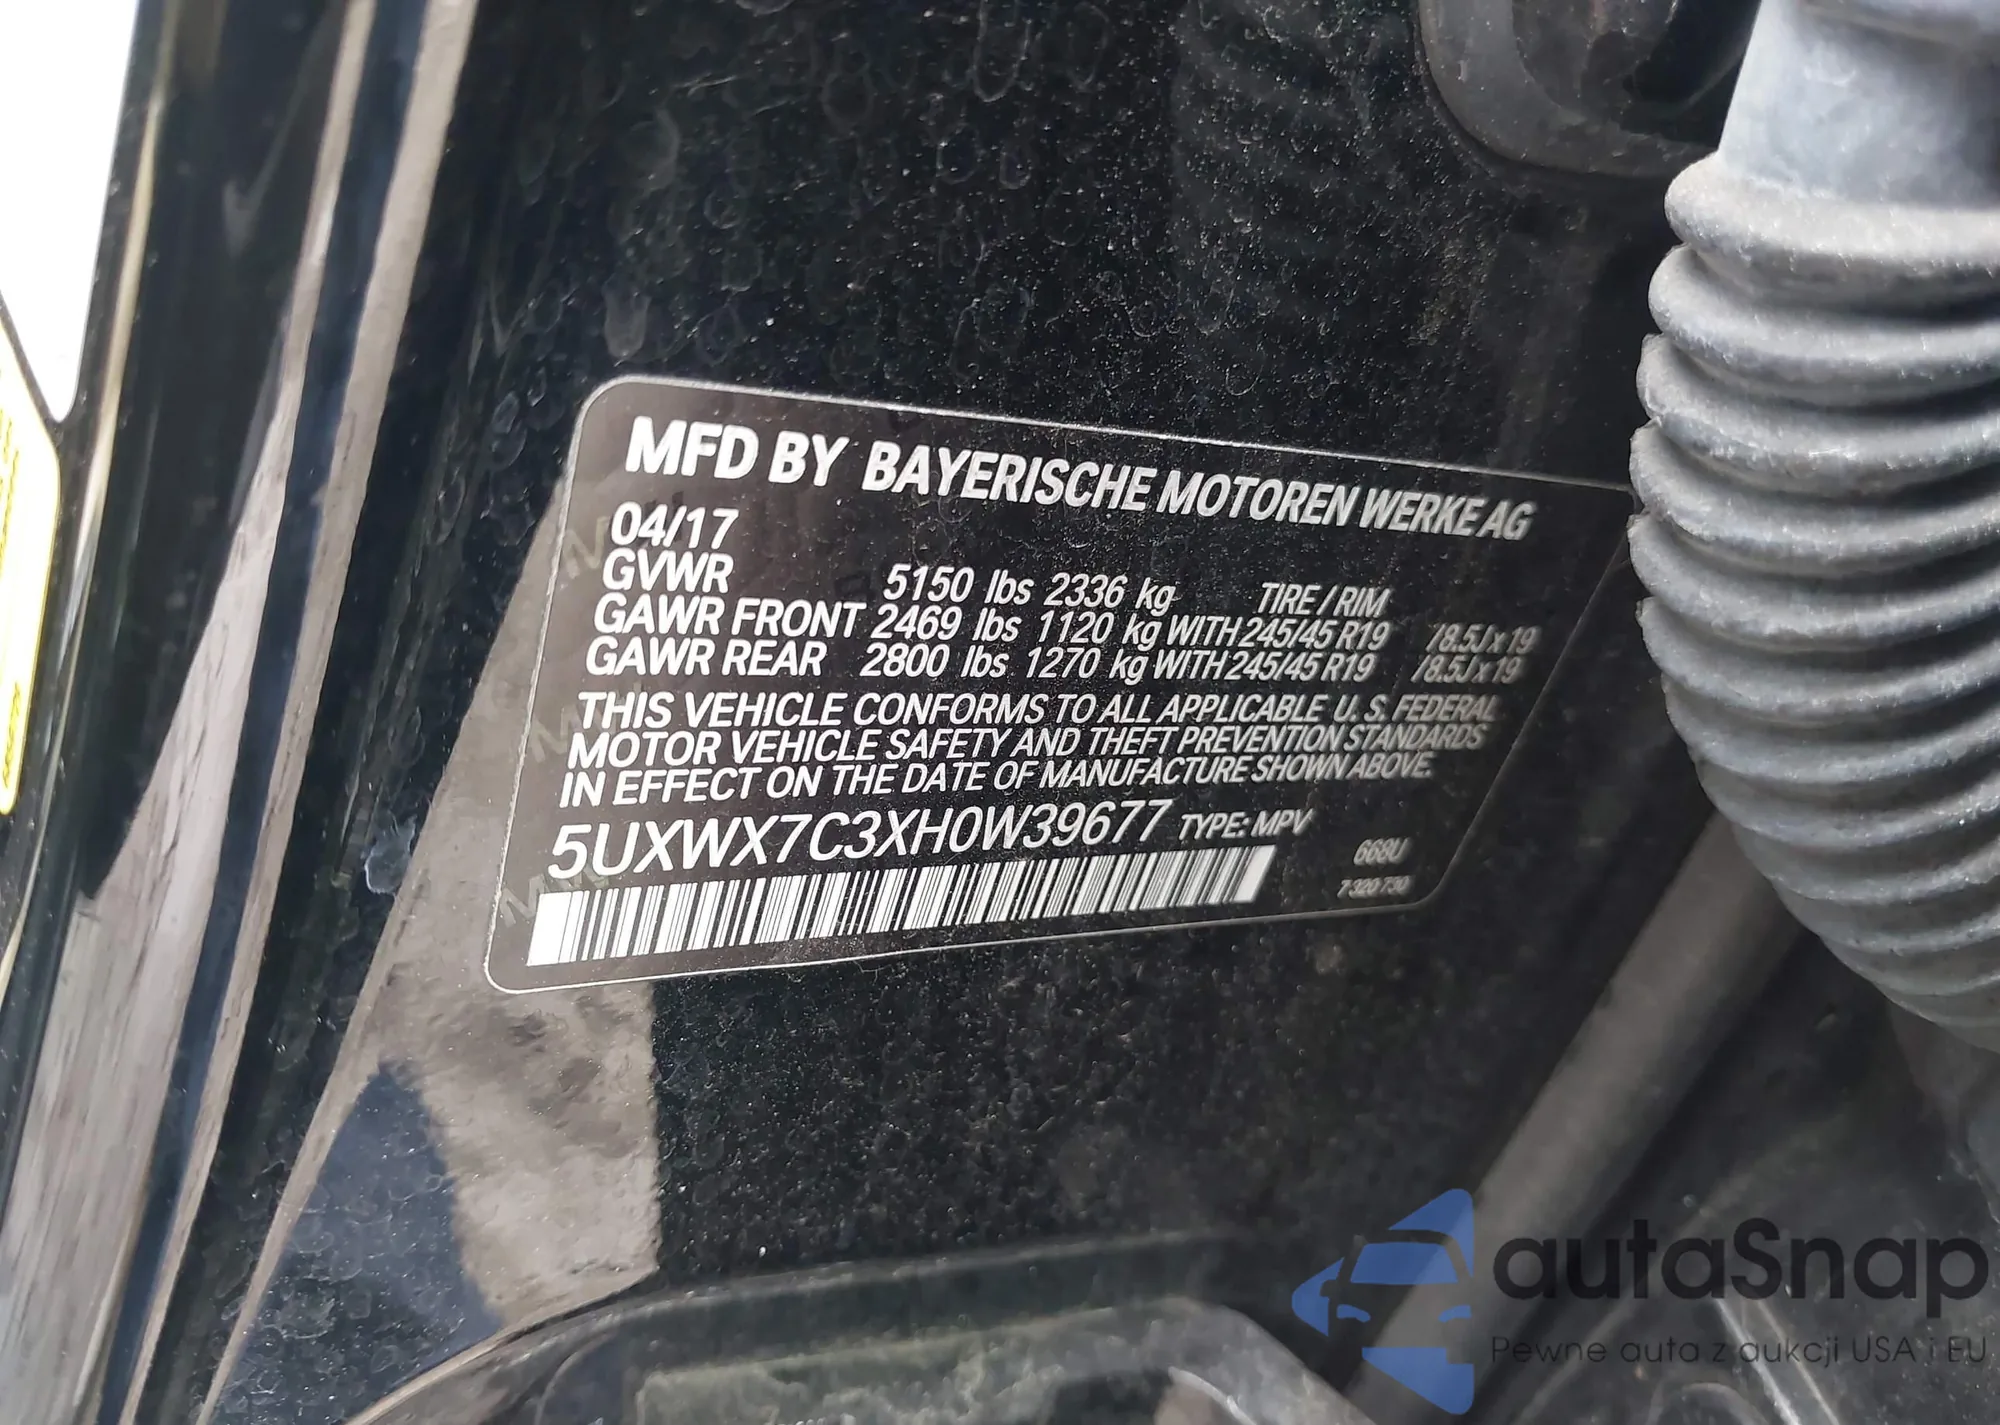 MFD BY BAYERISCHE MOTOREN WERKE AG
04/17
GVWR 5150 lbs 2336 kg TIRE / RIM
GAWR FRONT 2469 lbs 1120 kg WITH 245/45 R19 /8.5Jx19
GAWR REAR 2800 lbs 1270 kg WITH 245/45 R19 /8.5Jx19
THIS VEHICLE CONFORMS TO ALL APPLICABLE U. S. FEDERAL
MOTOR VEHICLE SAFETY AND THEFT PREVENTION STANDARDS
IN EFFECT ON THE DATE OF MANUFACTURE SHOWN ABOVE.
5UXWX7C3XH0W39677 TYPE: MPV
668U
7 320 730
autaSnap
Pewne auta z aukcji USA i EU